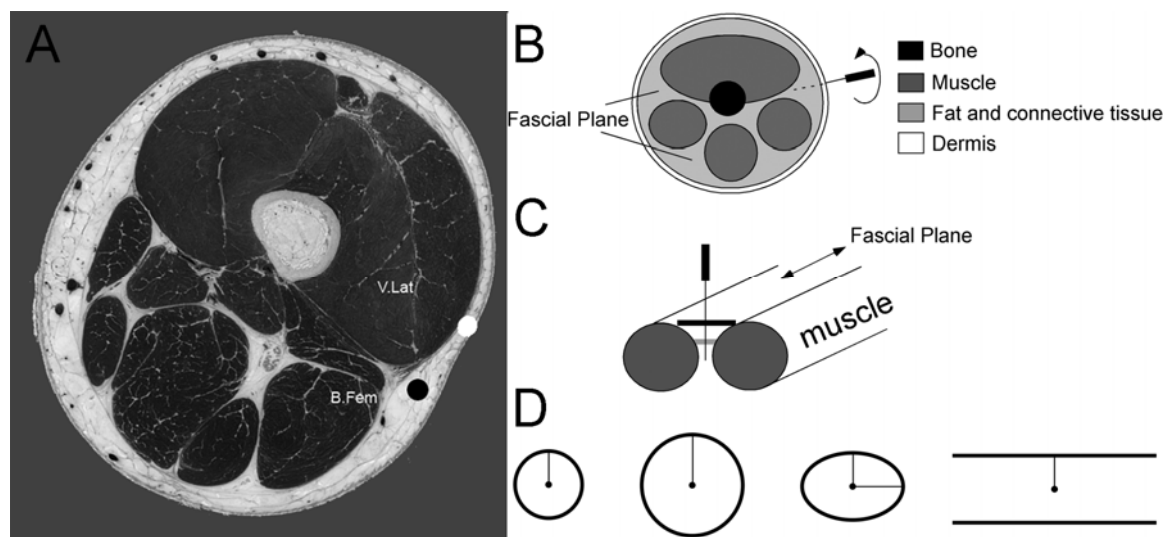 A
V.Lat
B.Fem
B
Fascial Plane
Bone
Muscle
Fat and connective tissue
Dermis
C
Fascial Plane
muscle
D